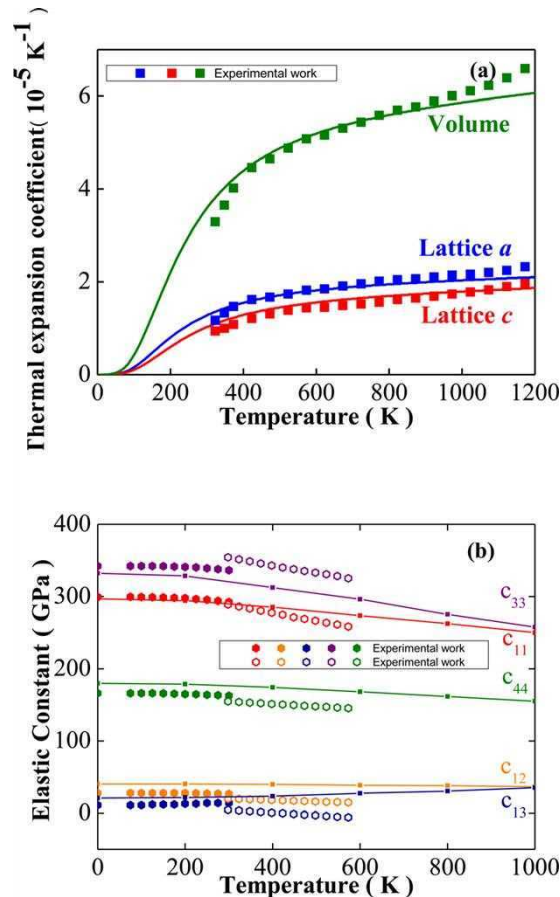 Thermal expansion coefficient( 10⁻⁵ K⁻¹ )
6
4
2
0
(a)
Experimental work
Volume
Lattice a
Lattice c
0 200 400 600 800 1000 1200
Temperature ( K )
Elastic Constant ( GPa )
400
300
200
100
0
(b)
Experimental work
Experimental work
c₃₃
c₁₁
c₄₄
c₁₂
c₁₃
0 200 400 600 800 1000
Temperature ( K )